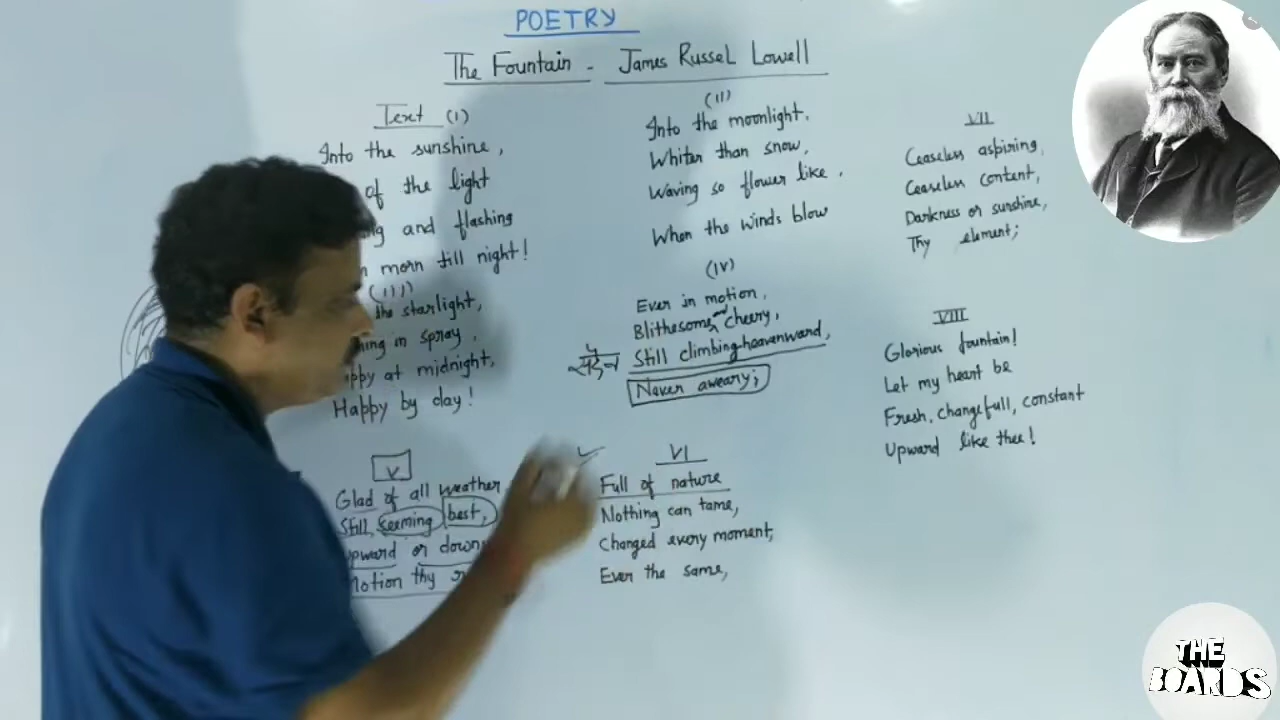 POETRY
The Fountain - James Russel Lowell
Text (I)
Into the sunshine,
of the light
and flashing
morn till night!
(III)
the starlight,
in spray,
at midnight,
Happy by day!
V
Glad of all weather
Still, seeming best,
or down
Motion thy
(II)
Into the moonlight,
Whiter than snow,
Waving so flower like,
When the winds blow
(IV)
Ever in motion,
Blithesome and cheery,
Still climbing heavenward,
Never aweary;
VI
Full of nature
Nothing can tame,
Changed every moment,
Ever the same,
VII
Ceaseless aspiring,
Ceaseless content,
Darkness or sunshine,
Thy element;
VIII
Glorious fountain!
Let my heart be
Fresh, changefull, constant
Upward like thee!
THE
BOARDS